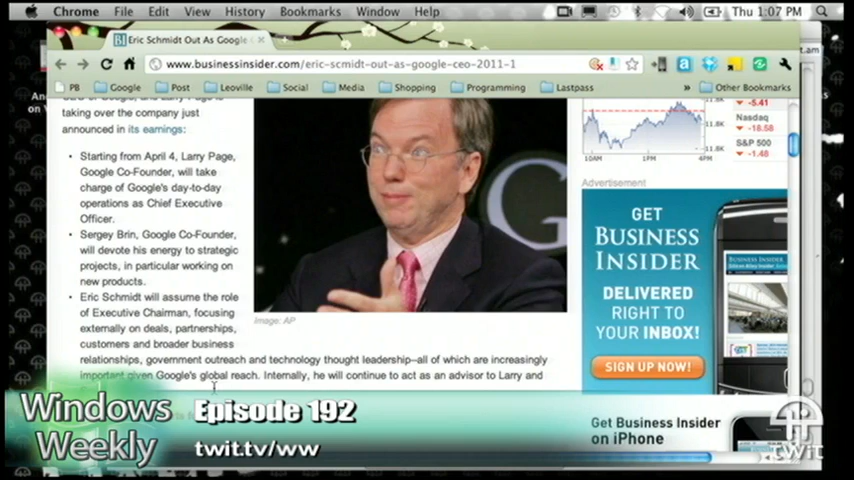 Chrome File Edit View History Bookmarks Window Help
Thu 1:07 PM
Eric Schmidt Out As Google
www.businessinsider.com/eric-scmidt-out-as-google-ceo-2011-1
PB Google Post Leoville Social Media Shopping Programming Lastpass » Other Bookmarks
taking over the company just
announced in its earnings:
• Starting from April 4, Larry Page,
Google Co-Founder, will take
charge of Google's day-to-day
operations as Chief Executive
Officer.
• Sergey Brin, Google Co-Founder,
will devote his energy to strategic
projects, in particular working on
new products.
• Eric Schmidt will assume the role
of Executive Chairman, focusing
externally on deals, partnerships,
customers and broader business
relationships, government outreach and technology thought leadership--all of which are increasingly
important given Google's global reach. Internally, he will continue to act as an advisor to Larry and
G
Image: AP
11.8K
11.8K
10AM 1PM 4PM
-5.41
Nasdaq
-18.58
S&P 500
-1.46
Advertisement
GET
BUSINESS
INSIDER
DELIVERED
RIGHT TO
YOUR INBOX!
SIGN UP NOW!
BUSINESS INSIDER
Get Business Insider
on iPhone
Windows
Weekly
Episode 192
twit.tv/ww
TWiT